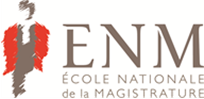 ENM
ÉCOLE NATIONALE
de la MAGISTRATURE